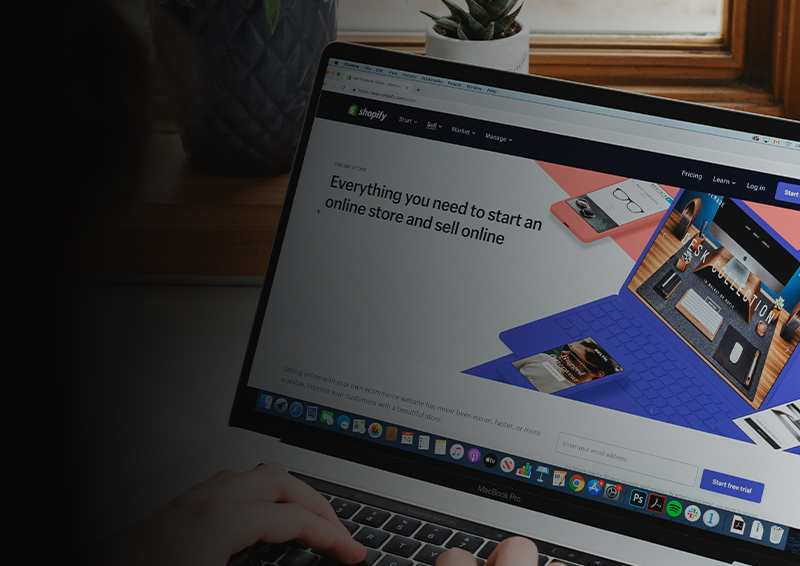 Chrome File Edit View History Bookmarks People Window Help
https://www.shopify.com/online
shopify
Start Sell Market Manage
Pricing Learn Log in
Start
ONLINE STORE
Everything you need to start an
online store and sell online
DESK COLLECTION
Selling online with your own ecommerce website has never been easier, faster, or more
scalable. Impress your customers with a beautiful store.
Enter your email address
Start free trial
tv
Ps
MacBook Pro